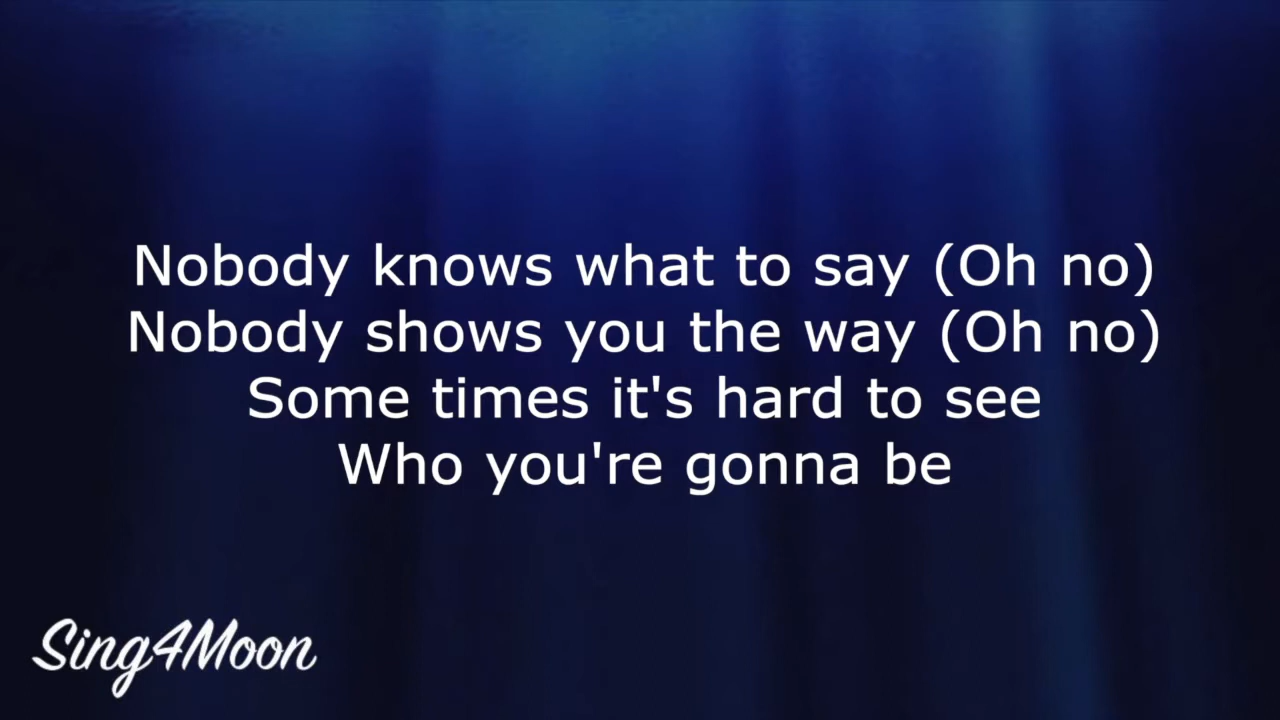 Nobody knows what to say (Oh no)
Nobody shows you the way (Oh no)
Some times it's hard to see
Who you're gonna be
Sing4Moon